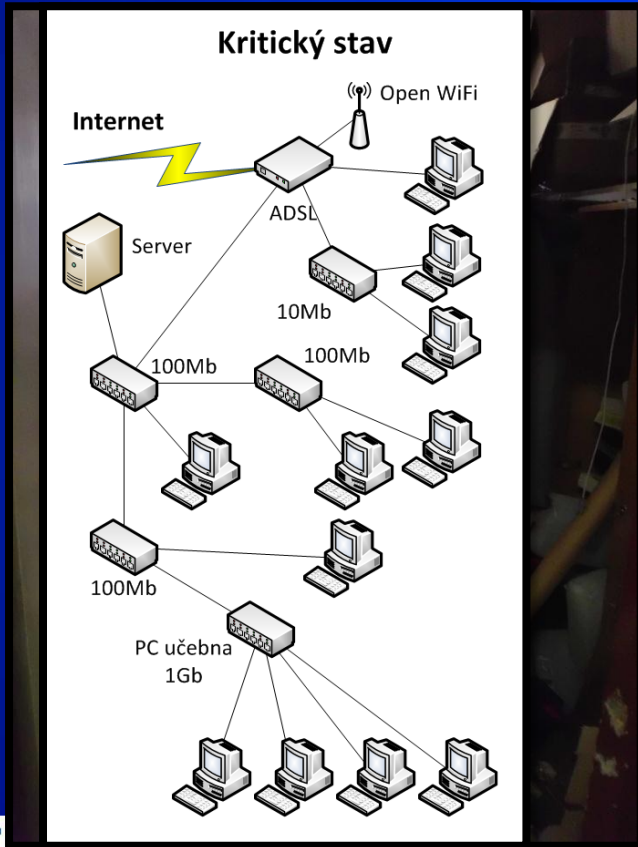 Kritický stav
Open WiFi
Internet
ADSL
Server
10Mb
100Mb
100Mb
100Mb
PC učebna
1Gb